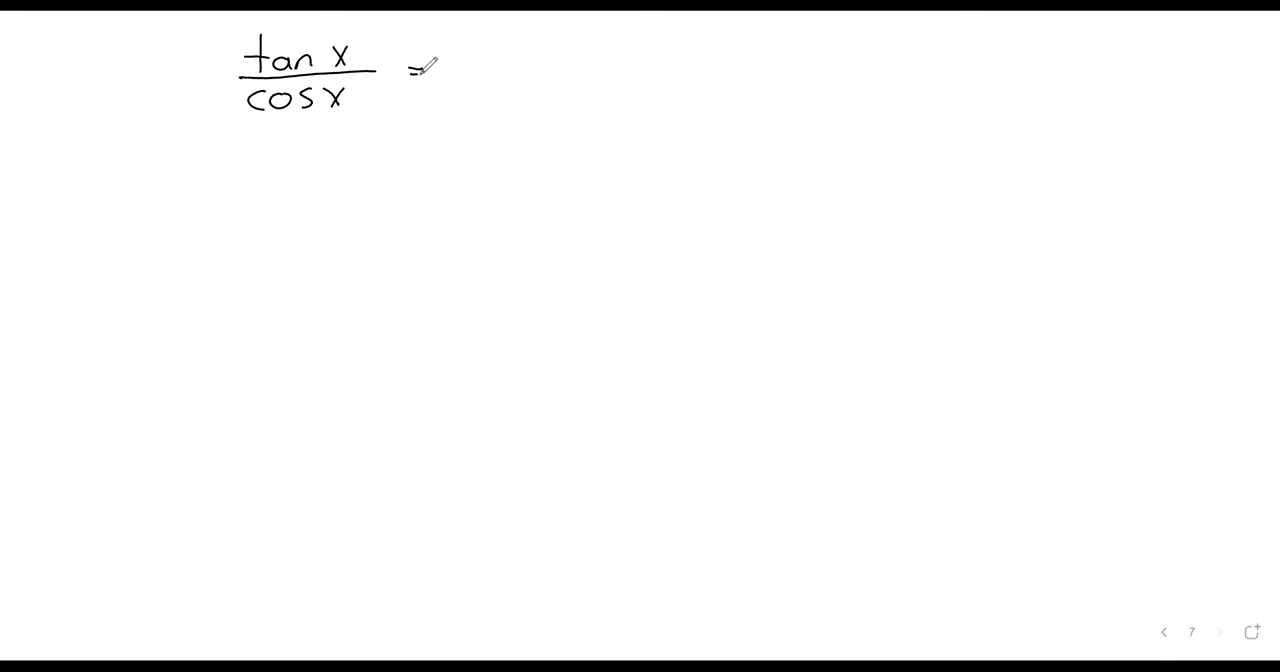 tan x
cos x =
< 7 >